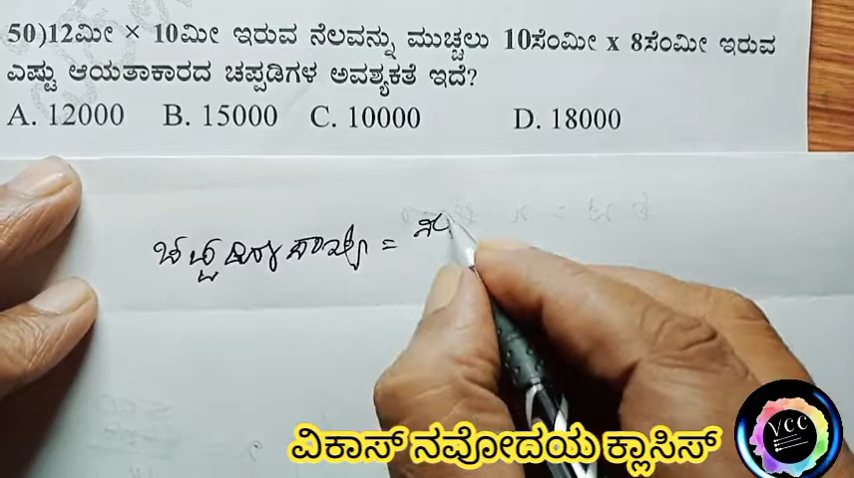 50)12ಮೀ × 10ಮೀ ಇರುವ ನೆಲವನ್ನು ಮುಚ್ಚಲು 10ಸೆಂಮೀ x 8ಸೆಂಮೀ ಇರುವ
ಎಷ್ಟು ಆಯತಾಕಾರದ ಚಪ್ಪಡಿಗಳ ಅವಶ್ಯಕತೆ ಇದೆ?
A. 12000 B. 15000 C. 10000 D. 18000
ಚಪ್ಪಡಿಗಳ ಸಂಖ್ಯೆ =
ವಿಕಾಸ್ ನವೋದಯ ಕ್ಲಾಸಿಸ್
VCC